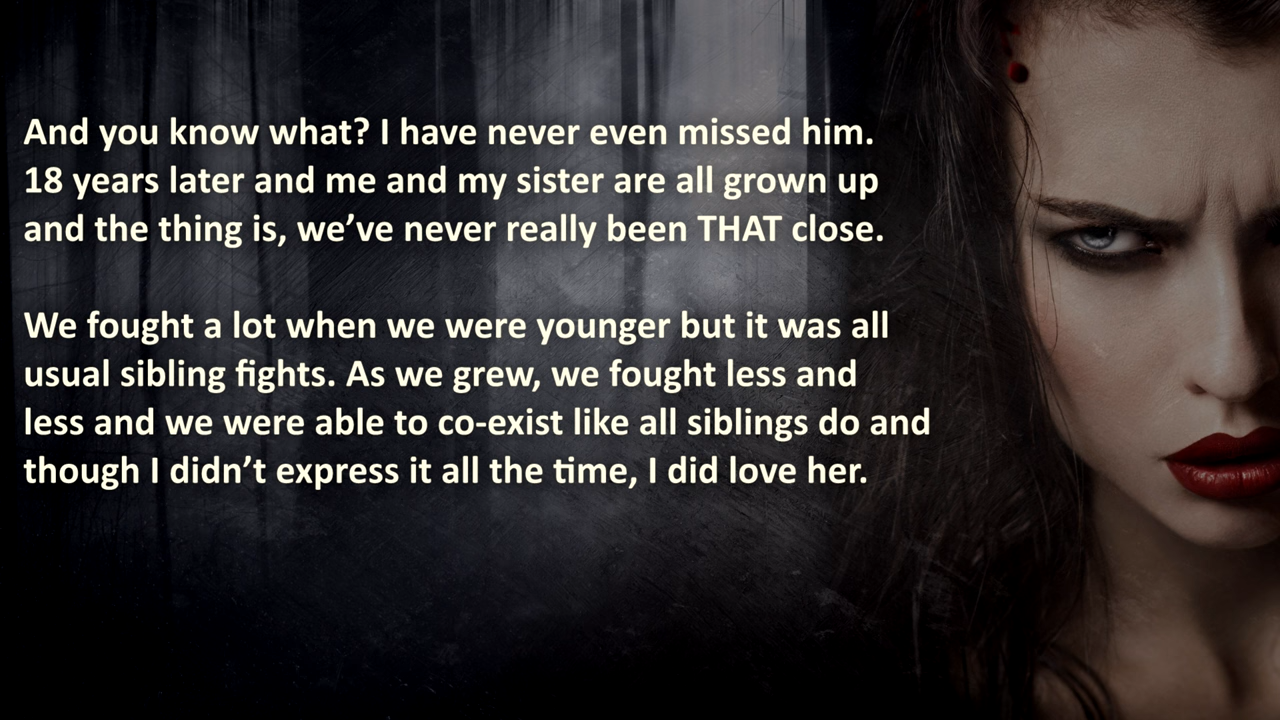 And you know what? I have never even missed him.
18 years later and me and my sister are all grown up
and the thing is, we’ve never really been THAT close.
We fought a lot when we were younger but it was all
usual sibling fights. As we grew, we fought less and
less and we were able to co-exist like all siblings do and
though I didn’t express it all the time, I did love her.